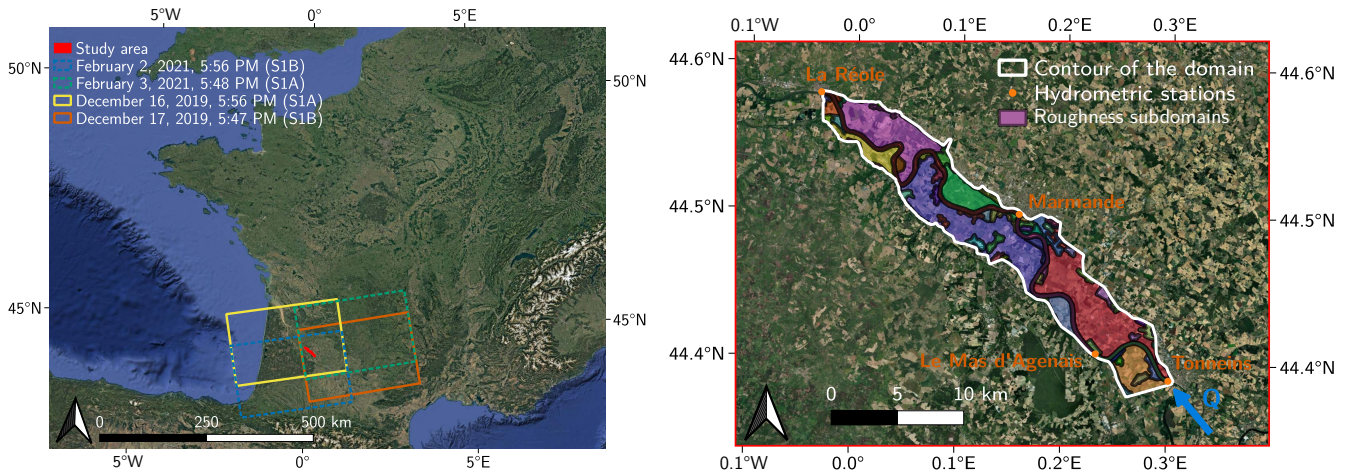 5°W 0° 5°E
50°N
50°N
Study area
February 2, 2021, 5:56 PM (S1B)
February 3, 2021, 5:48 PM (S1A)
December 16, 2019, 5:56 PM (S1A)
December 17, 2019, 5:47 PM (S1B)
45°N
45°N
0 250 500 km
5°W 0° 5°E
0.1°W 0.0° 0.1°E 0.2°E 0.3°E
44.6°N
44.6°N
La Réole
Contour of the domain
Hydrometric stations
Roughness subdomains
44.5°N
44.5°N
Marmande
44.4°N
44.4°N
Le Mas d'Agenais
Tonneins
Q
0 5 10 km
0.1°W 0.0° 0.1°E 0.2°E 0.3°E